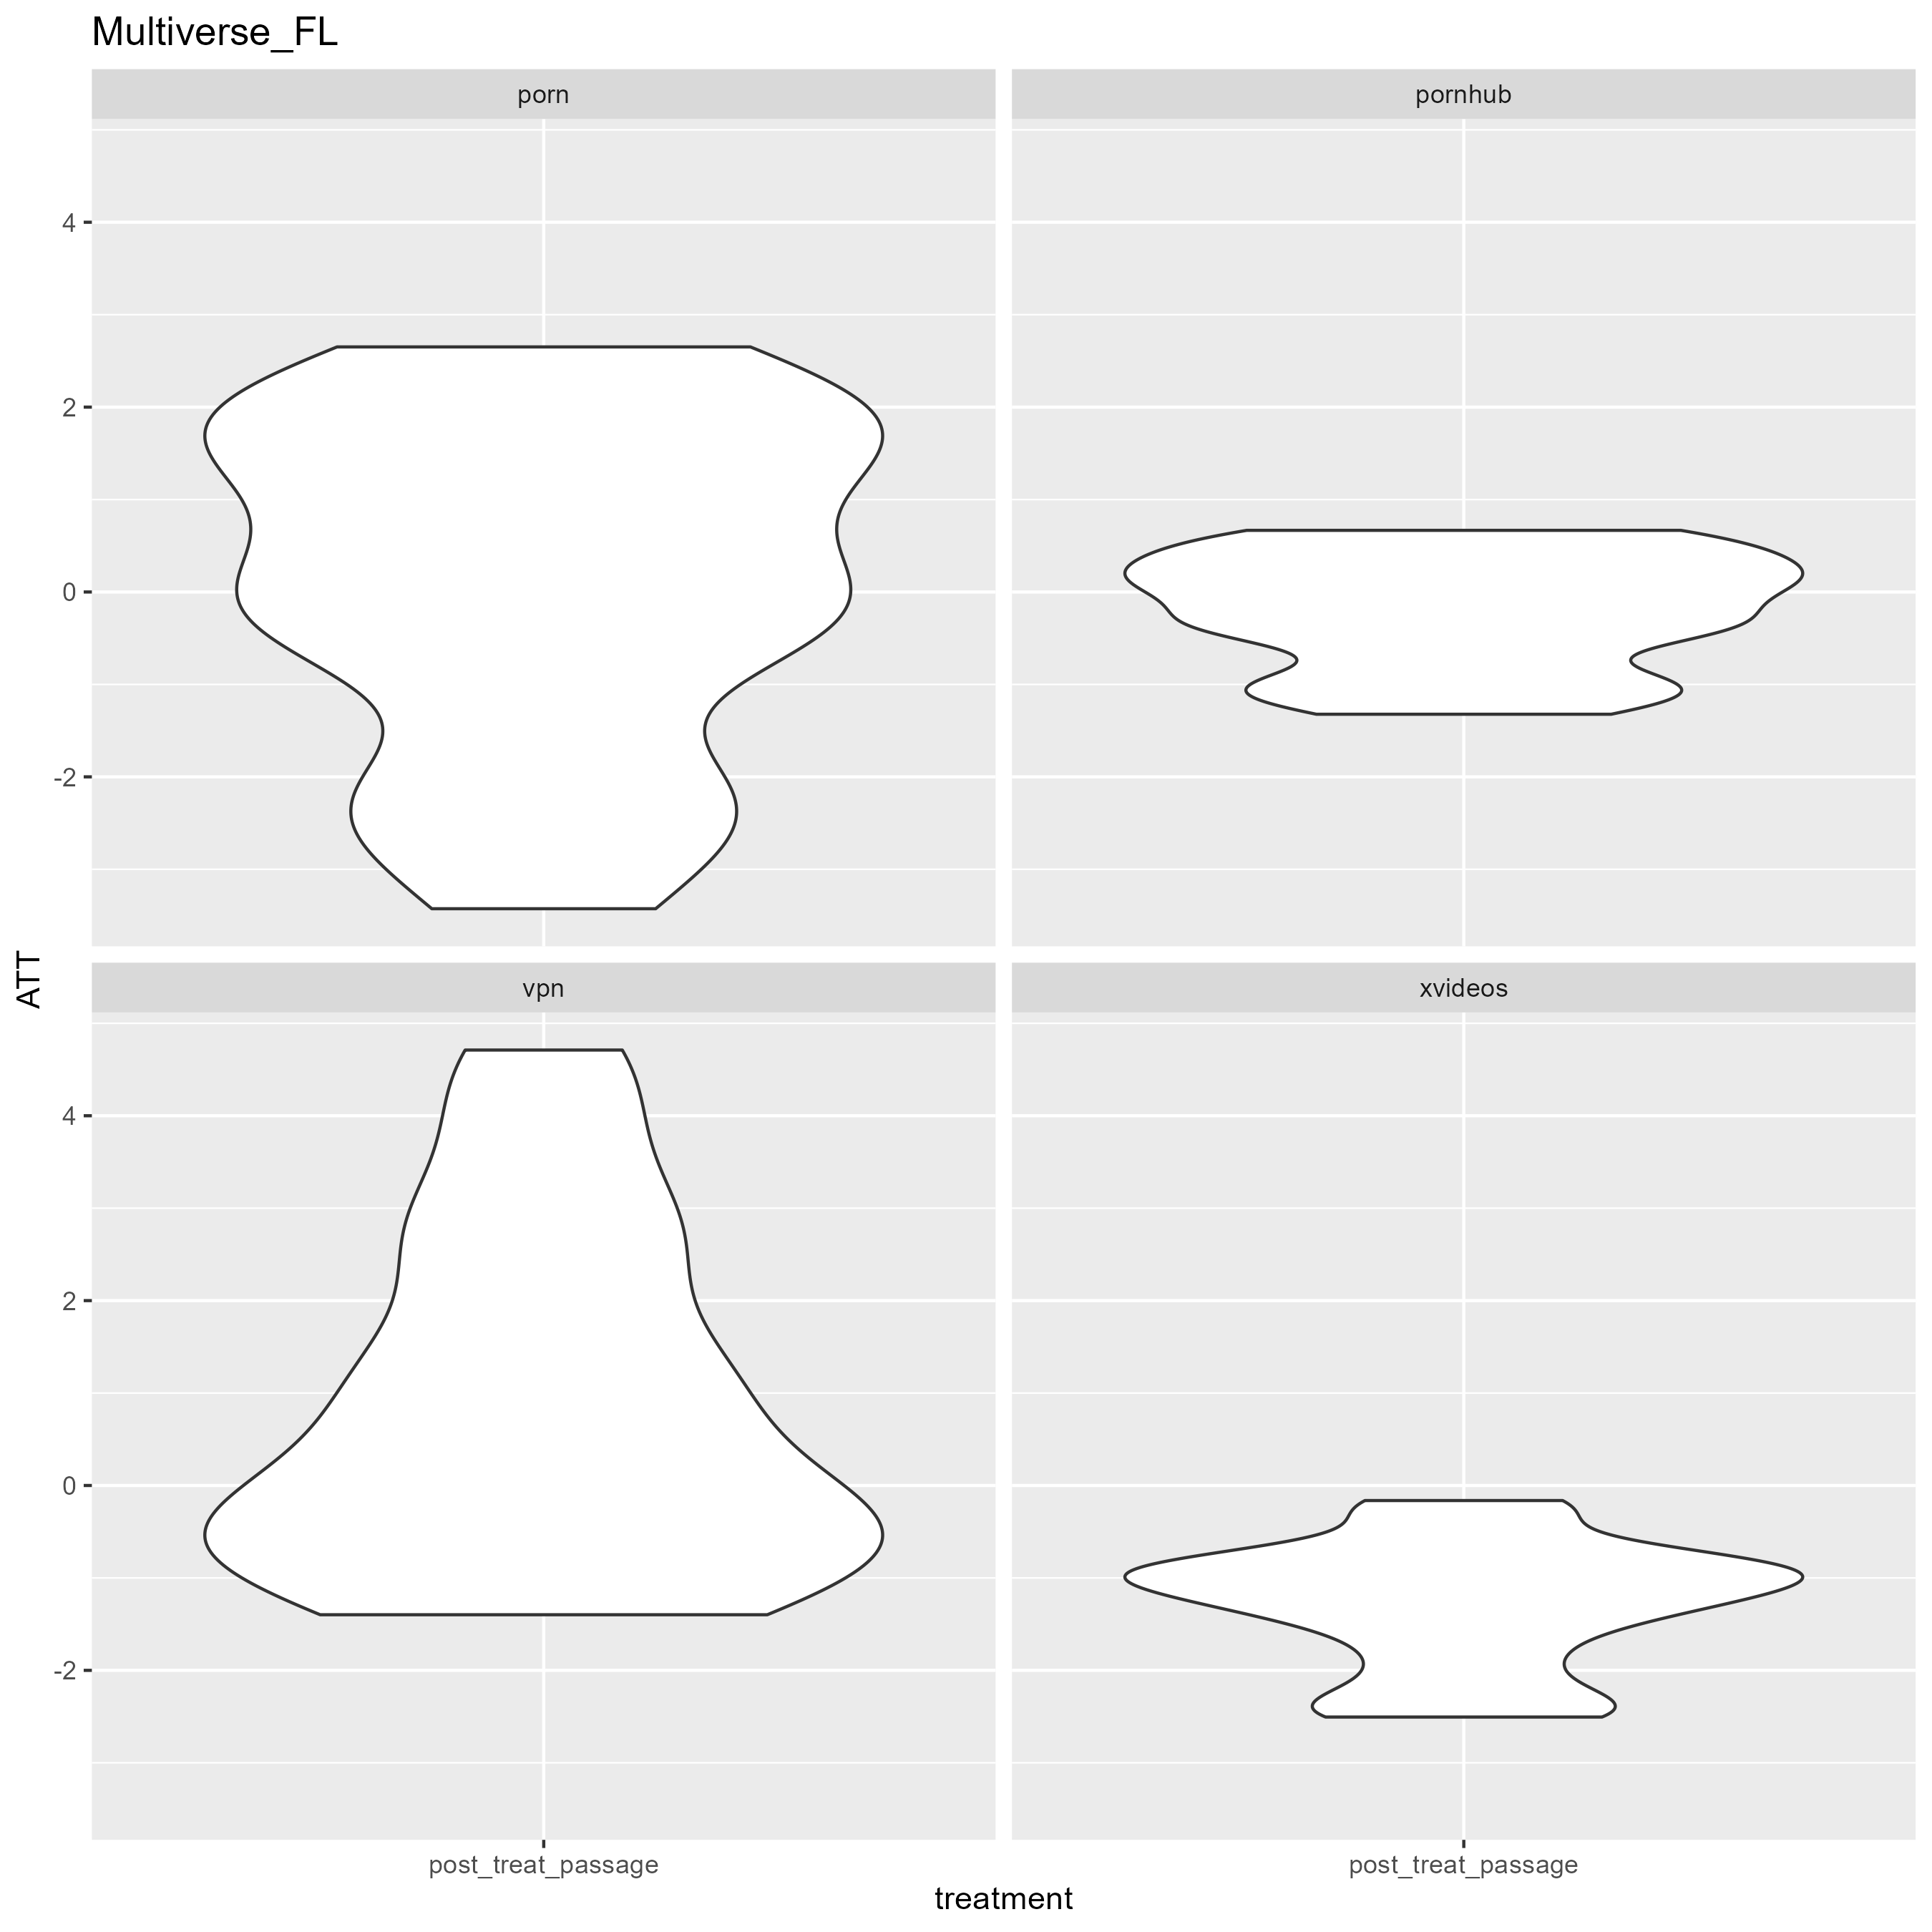 Multiverse_FL
porn
pornhub
4
2
0
-2
ATT
vpn
xvideos
4
2
0
-2
post_treat_passage
post_treat_passage
treatment